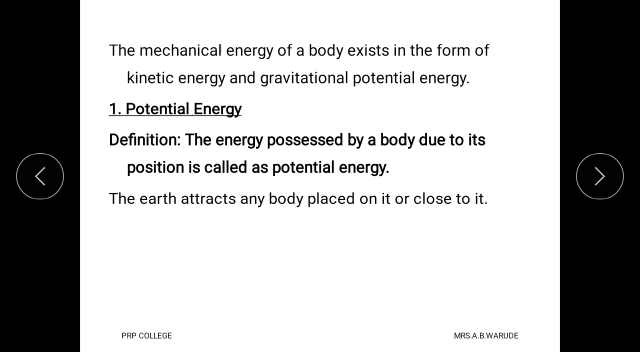 The mechanical energy of a body exists in the form of
kinetic energy and gravitational potential energy.
1. Potential Energy
Definition: The energy possessed by a body due to its
position is called as potential energy.
The earth attracts any body placed on it or close to it.
PRP COLLEGE
MRS.A.B.WARUDE